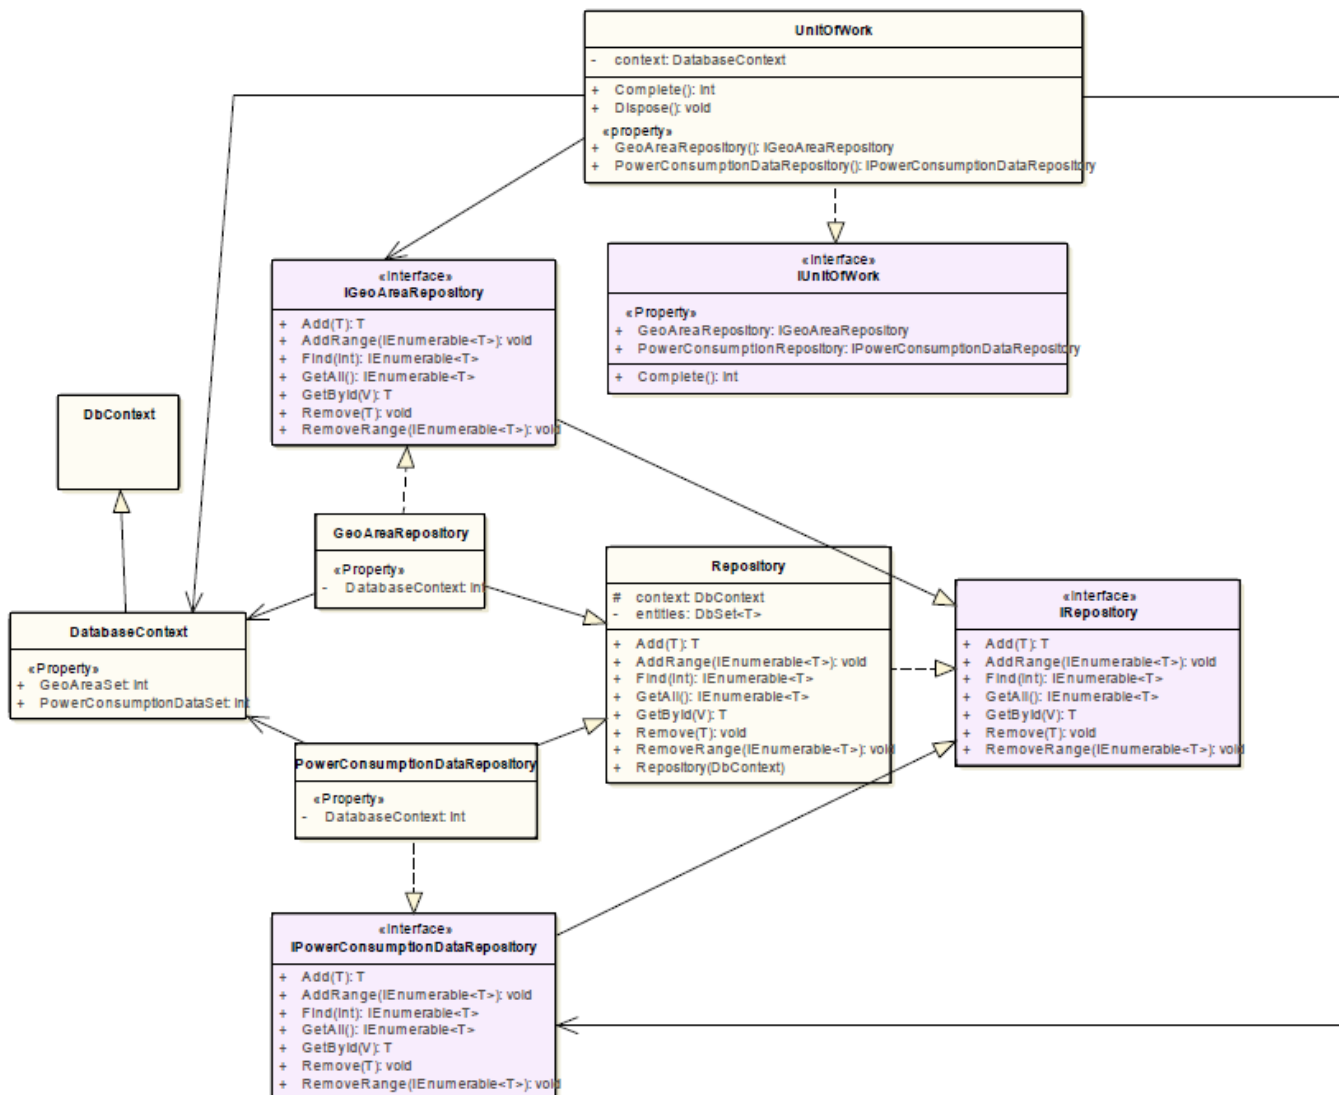 UnitOfWork
- context: DatabaseContext
+ Complete(): int
+ Dispose(): void
«property»
+ GeoAreaRepository(): IGeoAreaRepository
+ PowerConsumptionDataRepository(): IPowerConsumptionDataRepository
«interface»
IUnitOfWork
«Property»
+ GeoAreaRepository: IGeoAreaRepository
+ PowerConsumptionRepository: IPowerConsumptionDataRepository
+ Complete(): int
«interface»
IGeoAreaRepository
+ Add(T): T
+ AddRange(IEnumerable<T>): void
+ Find(int): IEnumerable<T>
+ GetAll(): IEnumerable<T>
+ GetById(V): T
+ Remove(T): void
+ RemoveRange(IEnumerable<T>): void
DbContext
GeoAreaRepository
«Property»
- DatabaseContext: int
Repository
# context: DbContext
- entities: DbSet<T>
+ Add(T): T
+ AddRange(IEnumerable<T>): void
+ Find(int): IEnumerable<T>
+ GetAll(): IEnumerable<T>
+ GetById(V): T
+ Remove(T): void
+ RemoveRange(IEnumerable<T>): void
+ Repository(DbContext)
«interface»
IRepository
+ Add(T): T
+ AddRange(IEnumerable<T>): void
+ Find(int): IEnumerable<T>
+ GetAll(): IEnumerable<T>
+ GetById(V): T
+ Remove(T): void
+ RemoveRange(IEnumerable<T>): void
DatabaseContext
«Property»
+ GeoAreaSet: int
+ PowerConsumptionDataSet: int
PowerConsumptionDataRepository
«Property»
- DatabaseContext: int
«interface»
IPowerConsumptionDataRepository
+ Add(T): T
+ AddRange(IEnumerable<T>): void
+ Find(int): IEnumerable<T>
+ GetAll(): IEnumerable<T>
+ GetById(V): T
+ Remove(T): void
+ RemoveRange(IEnumerable<T>): void